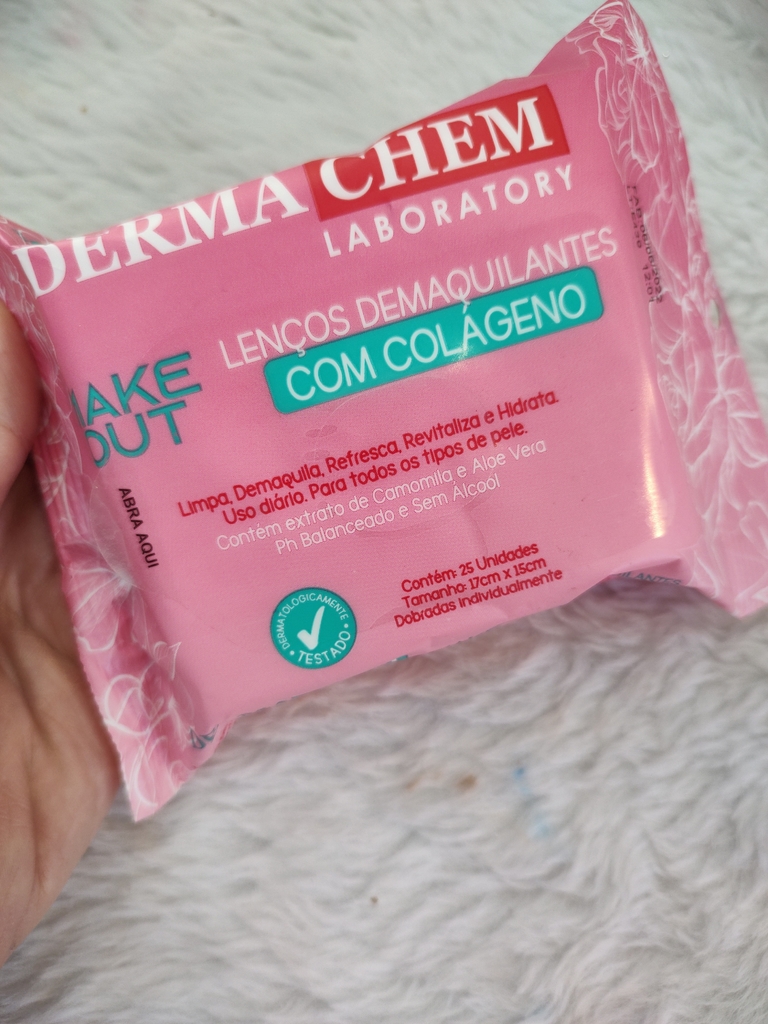 DERMA CHEM
LABORATORY
LENÇOS DEMAQUILANTES
COM COLÁGENO
MAKE
OUT
ABRA AQUI
Limpa, Demaquila, Refresca, Revitaliza e Hidrata.
Uso diário. Para todos os tipos de pele.
Contém extrato de Camomila e Aloe Vera
Ph Balanceado e Sem Álcool
Contém: 25 Unidades
Tamanho: 17cm x 15cm
Dobradas individualmente
DERMATOLOGICAMENTE
TESTADO